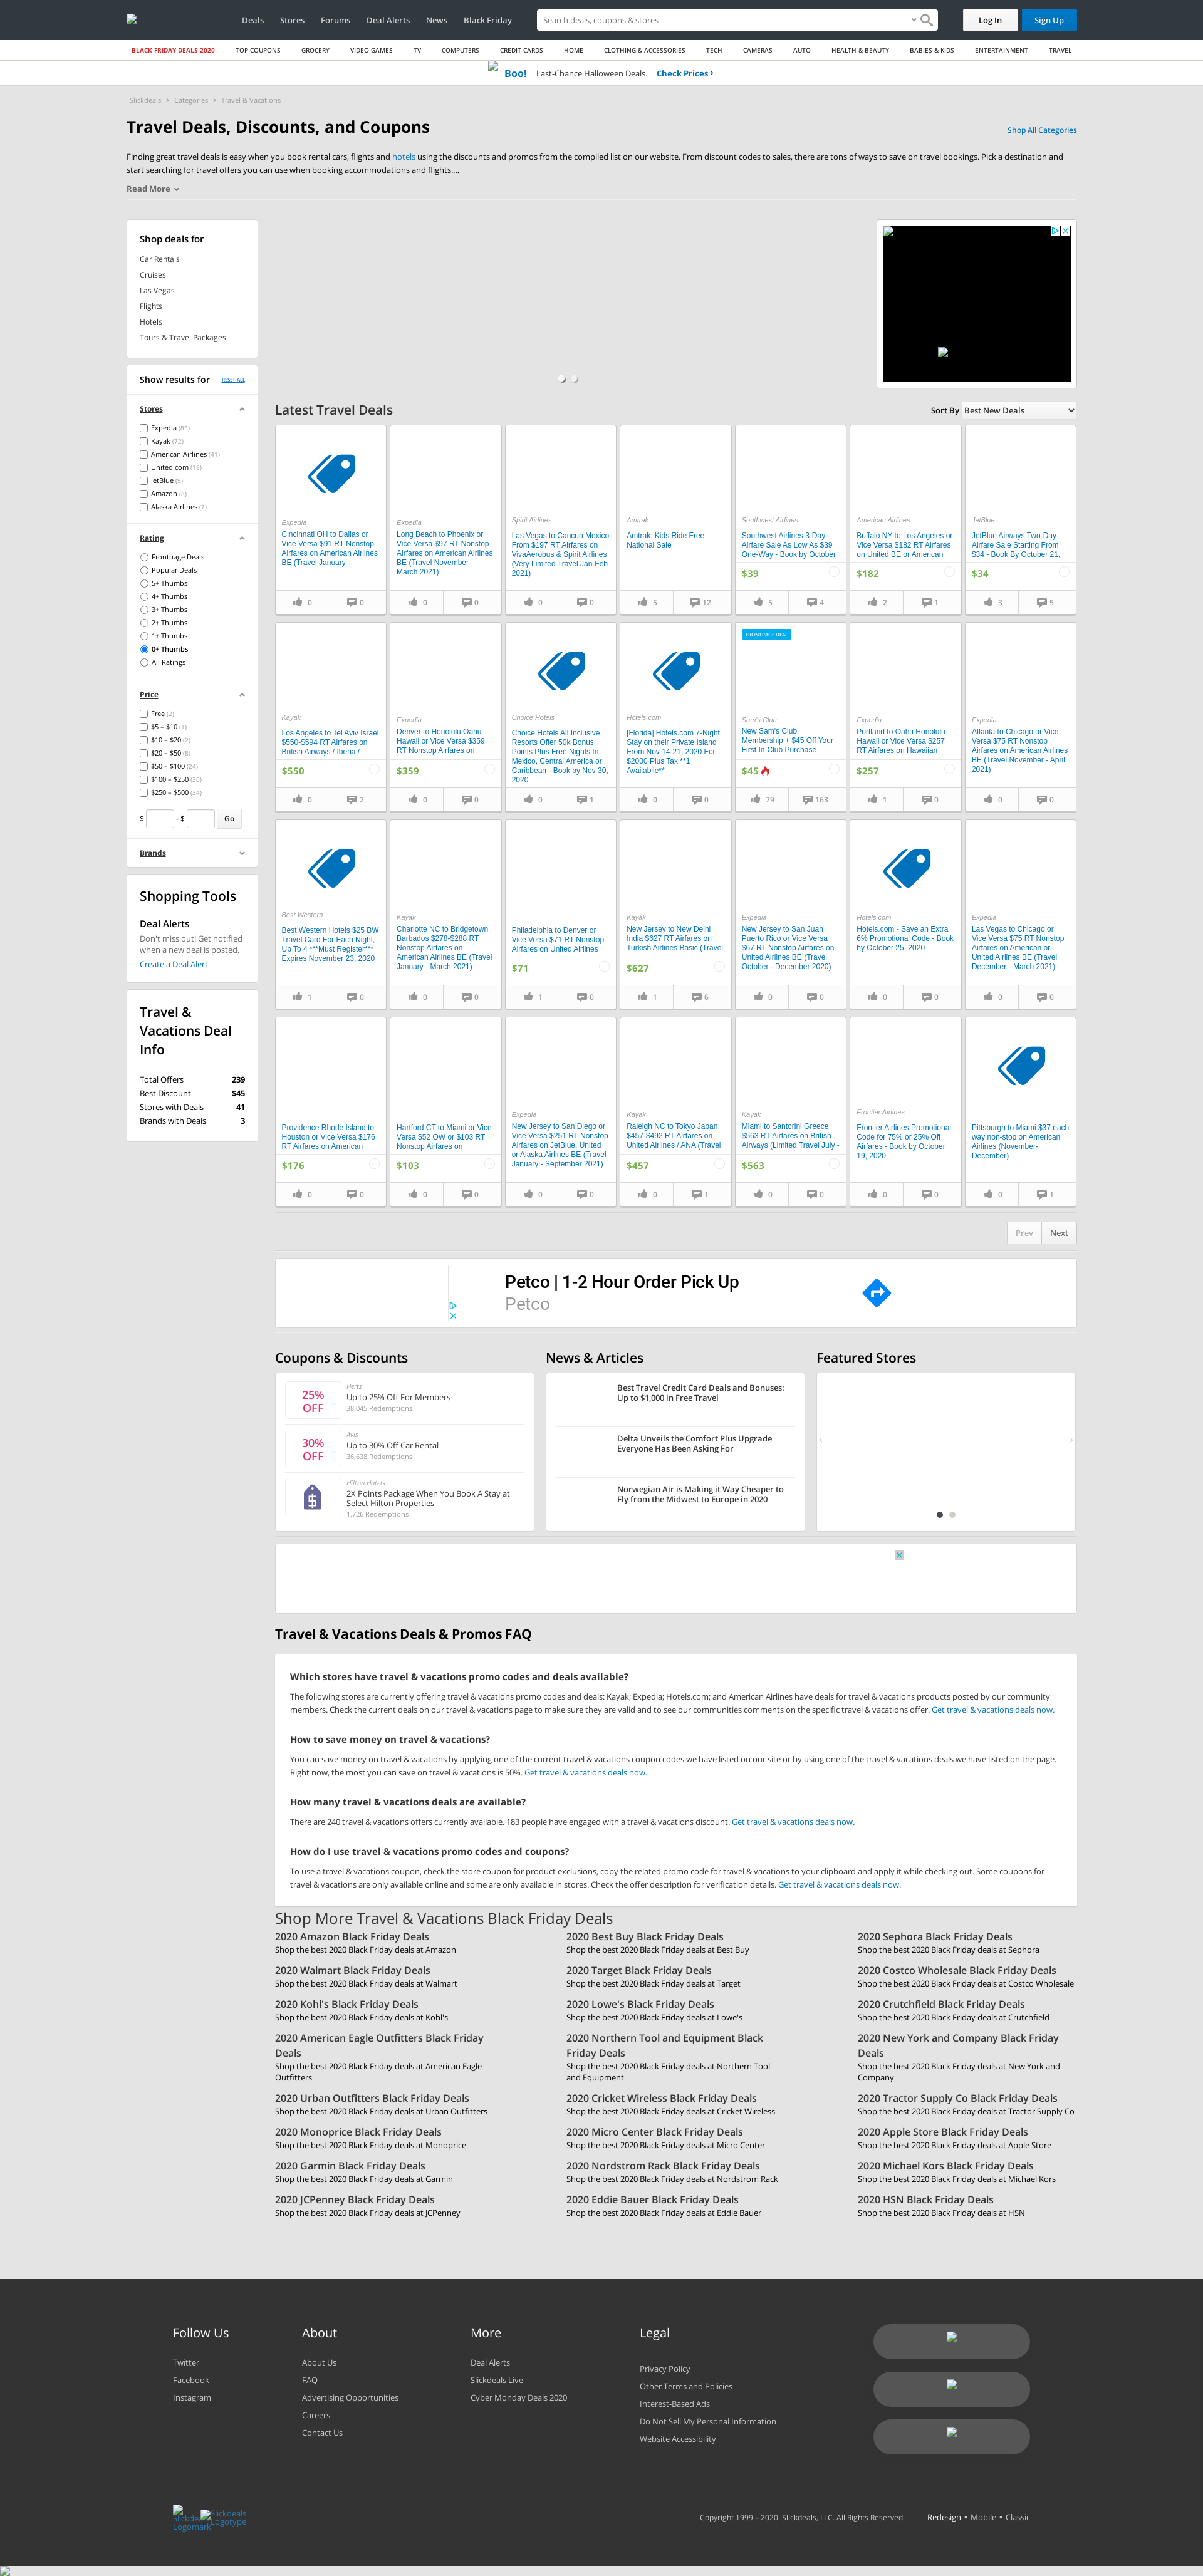 Deals Stores Forums Deal Alerts News Black Friday Search deals, coupons & stores Log In Sign Up
BLACK FRIDAY DEALS 2020 TOP COUPONS GROCERY VIDEO GAMES TV COMPUTERS CREDIT CARDS HOME CLOTHING & ACCESSORIES TECH CAMERAS AUTO HEALTH & BEAUTY BABIES & KIDS ENTERTAINMENT TRAVEL
Boo! Last-Chance Halloween Deals. Check Prices
Slickdeals Categories Travel & Vacations
Travel Deals, Discounts, and Coupons
Shop All Categories
Finding great travel deals is easy when you book rental cars, flights and hotels using the discounts and promos from the compiled list on our website. From discount codes to sales, there are tons of ways to save on travel bookings. Pick a destination and
start searching for travel offers you can use when booking accommodations and flights....
Read More
Shop deals for
Car Rentals
Cruises
Las Vegas
Flights
Hotels
Tours & Travel Packages
Show results for RESET ALL
Stores
Expedia (85)
Kayak (72)
American Airlines (41)
United.com (19)
JetBlue (9)
Amazon (8)
Alaska Airlines (7)
Rating
Frontpage Deals
Popular Deals
5+ Thumbs
4+ Thumbs
3+ Thumbs
2+ Thumbs
1+ Thumbs
0+ Thumbs
All Ratings
Price
Free (2)
$5 – $10 (1)
$10 – $20 (2)
$20 – $50 (8)
$50 – $100 (24)
$100 – $250 (30)
$250 – $500 (34)
$ - $ Go
Brands
Shopping Tools
Deal Alerts
Don't miss out! Get notified
when a new deal is posted.
Create a Deal Alert
Travel &
Vacations Deal
Info
Total Offers 239
Best Discount $45
Stores with Deals 41
Brands with Deals 3
Latest Travel Deals
Sort By Best New Deals
Expedia
Cincinnati OH to Dallas or
Vice Versa $91 RT Nonstop
Airfares on American Airlines
BE (Travel January -
0 0
Expedia
Long Beach to Phoenix or
Vice Versa $97 RT Nonstop
Airfares on American Airlines
BE (Travel November -
March 2021)
0 0
Spirit Airlines
Las Vegas to Cancun Mexico
From $197 RT Airfares on
VivaAerobus & Spirit Airlines
(Very Limited Travel Jan-Feb
2021)
0 0
Amtrak
Amtrak: Kids Ride Free
National Sale
5 12
Southwest Airlines
Southwest Airlines 3-Day
Airfare Sale As Low As $39
One-Way - Book by October
$39
5 4
American Airlines
Buffalo NY to Los Angeles or
Vice Versa $182 RT Airfares
on United BE or American
$182
2 1
JetBlue
JetBlue Airways Two-Day
Airfare Sale Starting From
$34 - Book By October 21,
$34
3 5
Kayak
Los Angeles to Tel Aviv Israel
$550-$594 RT Airfares on
British Airways / Iberia /
$550
0 2
Expedia
Denver to Honolulu Oahu
Hawaii or Vice Versa $359
RT Nonstop Airfares on
$359
0 0
Choice Hotels
Choice Hotels All Inclusive
Resorts Offer 50k Bonus
Points Plus Free Nights In
Mexico, Central America or
Caribbean - Book by Nov 30,
2020
0 1
Hotels.com
[Florida] Hotels.com 7-Night
Stay on their Private Island
From Nov 14-21, 2020 For
$2000 Plus Tax **1
Availabile**
0 0
FRONTPAGE DEAL
Sam's Club
New Sam's Club
Membership + $45 Off Your
First In-Club Purchase
$45
79 163
Expedia
Portland to Oahu Honolulu
Hawaii or Vice Versa $257
RT Airfares on Hawaiian
$257
1 0
Expedia
Atlanta to Chicago or Vice
Versa $75 RT Nonstop
Airfares on American Airlines
BE (Travel November - April
2021)
0 0
Best Western
Best Western Hotels $25 BW
Travel Card For Each Night,
Up To 4 ***Must Register***
Expires November 23, 2020
1 0
Kayak
Charlotte NC to Bridgetown
Barbados $278-$288 RT
Nonstop Airfares on
American Airlines BE (Travel
January - March 2021)
0 0
Philadelphia to Denver or
Vice Versa $71 RT Nonstop
Airfares on United Airlines
$71
1 0
Kayak
New Jersey to New Delhi
India $627 RT Airfares on
Turkish Airlines Basic (Travel
$627
1 6
Expedia
New Jersey to San Juan
Puerto Rico or Vice Versa
$67 RT Nonstop Airfares on
United Airlines BE (Travel
October - December 2020)
0 0
Hotels.com
Hotels.com - Save an Extra
6% Promotional Code - Book
by October 25, 2020
0 0
Expedia
Las Vegas to Chicago or
Vice Versa $75 RT Nonstop
Airfares on American or
United Airlines BE (Travel
December - March 2021)
0 0
Providence Rhode Island to
Houston or Vice Versa $176
RT Airfares on American
$176
0 0
Hartford CT to Miami or Vice
Versa $52 OW or $103 RT
Nonstop Airfares on
$103
0 0
Expedia
New Jersey to San Diego or
Vice Versa $251 RT Nonstop
Airfares on JetBlue, United
or Alaska Airlines BE (Travel
January - September 2021)
0 0
Kayak
Raleigh NC to Tokyo Japan
$457-$492 RT Airfares on
United Airlines / ANA (Travel
$457
0 1
Kayak
Miami to Santorini Greece
$563 RT Airfares on British
Airways (Limited Travel July -
$563
0 0
Frontier Airlines
Frontier Airlines Promotional
Code for 75% or 25% Off
Airfares - Book by October
19, 2020
0 0
Pittsburgh to Miami $37 each
way non-stop on American
Airlines (November-
December)
0 1
Prev Next
Petco | 1-2 Hour Order Pick Up
Petco
Coupons & Discounts
25%
OFF
Hertz
Up to 25% Off For Members
38,045 Redemptions
30%
OFF
Avis
Up to 30% Off Car Rental
36,638 Redemptions
Hilton Hotels
2X Points Package When You Book A Stay at
Select Hilton Properties
1,726 Redemptions
News & Articles
Best Travel Credit Card Deals and Bonuses:
Up to $1,000 in Free Travel
Delta Unveils the Comfort Plus Upgrade
Everyone Has Been Asking For
Norwegian Air is Making it Way Cheaper to
Fly from the Midwest to Europe in 2020
Featured Stores
Travel & Vacations Deals & Promos FAQ
Which stores have travel & vacations promo codes and deals available?
The following stores are currently offering travel & vacations promo codes and deals: Kayak; Expedia; Hotels.com; and American Airlines have deals for travel & vacations products posted by our community
members. Check the current deals on our travel & vacations page to make sure they are valid and to see our communities comments on the specific travel & vacations offer. Get travel & vacations deals now.
How to save money on travel & vacations?
You can save money on travel & vacations by applying one of the current travel & vacations coupon codes we have listed on our site or by using one of the travel & vacations deals we have listed on the page.
Right now, the most you can save on travel & vacations is 50%. Get travel & vacations deals now.
How many travel & vacations deals are available?
There are 240 travel & vacations offers currently available. 183 people have engaged with a travel & vacations discount. Get travel & vacations deals now.
How do I use travel & vacations promo codes and coupons?
To use a travel & vacations coupon, check the store coupon for product exclusions, copy the related promo code for travel & vacations to your clipboard and apply it while checking out. Some coupons for
travel & vacations are only available online and some are only available in stores. Check the offer description for verification details. Get travel & vacations deals now.
Shop More Travel & Vacations Black Friday Deals
2020 Amazon Black Friday Deals
Shop the best 2020 Black Friday deals at Amazon
2020 Best Buy Black Friday Deals
Shop the best 2020 Black Friday deals at Best Buy
2020 Sephora Black Friday Deals
Shop the best 2020 Black Friday deals at Sephora
2020 Walmart Black Friday Deals
Shop the best 2020 Black Friday deals at Walmart
2020 Target Black Friday Deals
Shop the best 2020 Black Friday deals at Target
2020 Costco Wholesale Black Friday Deals
Shop the best 2020 Black Friday deals at Costco Wholesale
2020 Kohl's Black Friday Deals
Shop the best 2020 Black Friday deals at Kohl's
2020 Lowe's Black Friday Deals
Shop the best 2020 Black Friday deals at Lowe's
2020 Crutchfield Black Friday Deals
Shop the best 2020 Black Friday deals at Crutchfield
2020 American Eagle Outfitters Black Friday
Deals
Shop the best 2020 Black Friday deals at American Eagle
Outfitters
2020 Northern Tool and Equipment Black
Friday Deals
Shop the best 2020 Black Friday deals at Northern Tool
and Equipment
2020 New York and Company Black Friday
Deals
Shop the best 2020 Black Friday deals at New York and
Company
2020 Urban Outfitters Black Friday Deals
Shop the best 2020 Black Friday deals at Urban Outfitters
2020 Cricket Wireless Black Friday Deals
Shop the best 2020 Black Friday deals at Cricket Wireless
2020 Tractor Supply Co Black Friday Deals
Shop the best 2020 Black Friday deals at Tractor Supply Co
2020 Monoprice Black Friday Deals
Shop the best 2020 Black Friday deals at Monoprice
2020 Micro Center Black Friday Deals
Shop the best 2020 Black Friday deals at Micro Center
2020 Apple Store Black Friday Deals
Shop the best 2020 Black Friday deals at Apple Store
2020 Garmin Black Friday Deals
Shop the best 2020 Black Friday deals at Garmin
2020 Nordstrom Rack Black Friday Deals
Shop the best 2020 Black Friday deals at Nordstrom Rack
2020 Michael Kors Black Friday Deals
Shop the best 2020 Black Friday deals at Michael Kors
2020 JCPenney Black Friday Deals
Shop the best 2020 Black Friday deals at JCPenney
2020 Eddie Bauer Black Friday Deals
Shop the best 2020 Black Friday deals at Eddie Bauer
2020 HSN Black Friday Deals
Shop the best 2020 Black Friday deals at HSN
Follow Us
Twitter
Facebook
Instagram
About
About Us
FAQ
Advertising Opportunities
Careers
Contact Us
More
Deal Alerts
Slickdeals Live
Cyber Monday Deals 2020
Legal
Privacy Policy
Other Terms and Policies
Interest-Based Ads
Do Not Sell My Personal Information
Website Accessibility
Slickdeals
Logomark
Slickdeals
Logotype
Copyright 1999 – 2020. Slickdeals, LLC. All Rights Reserved. Redesign • Mobile • Classic